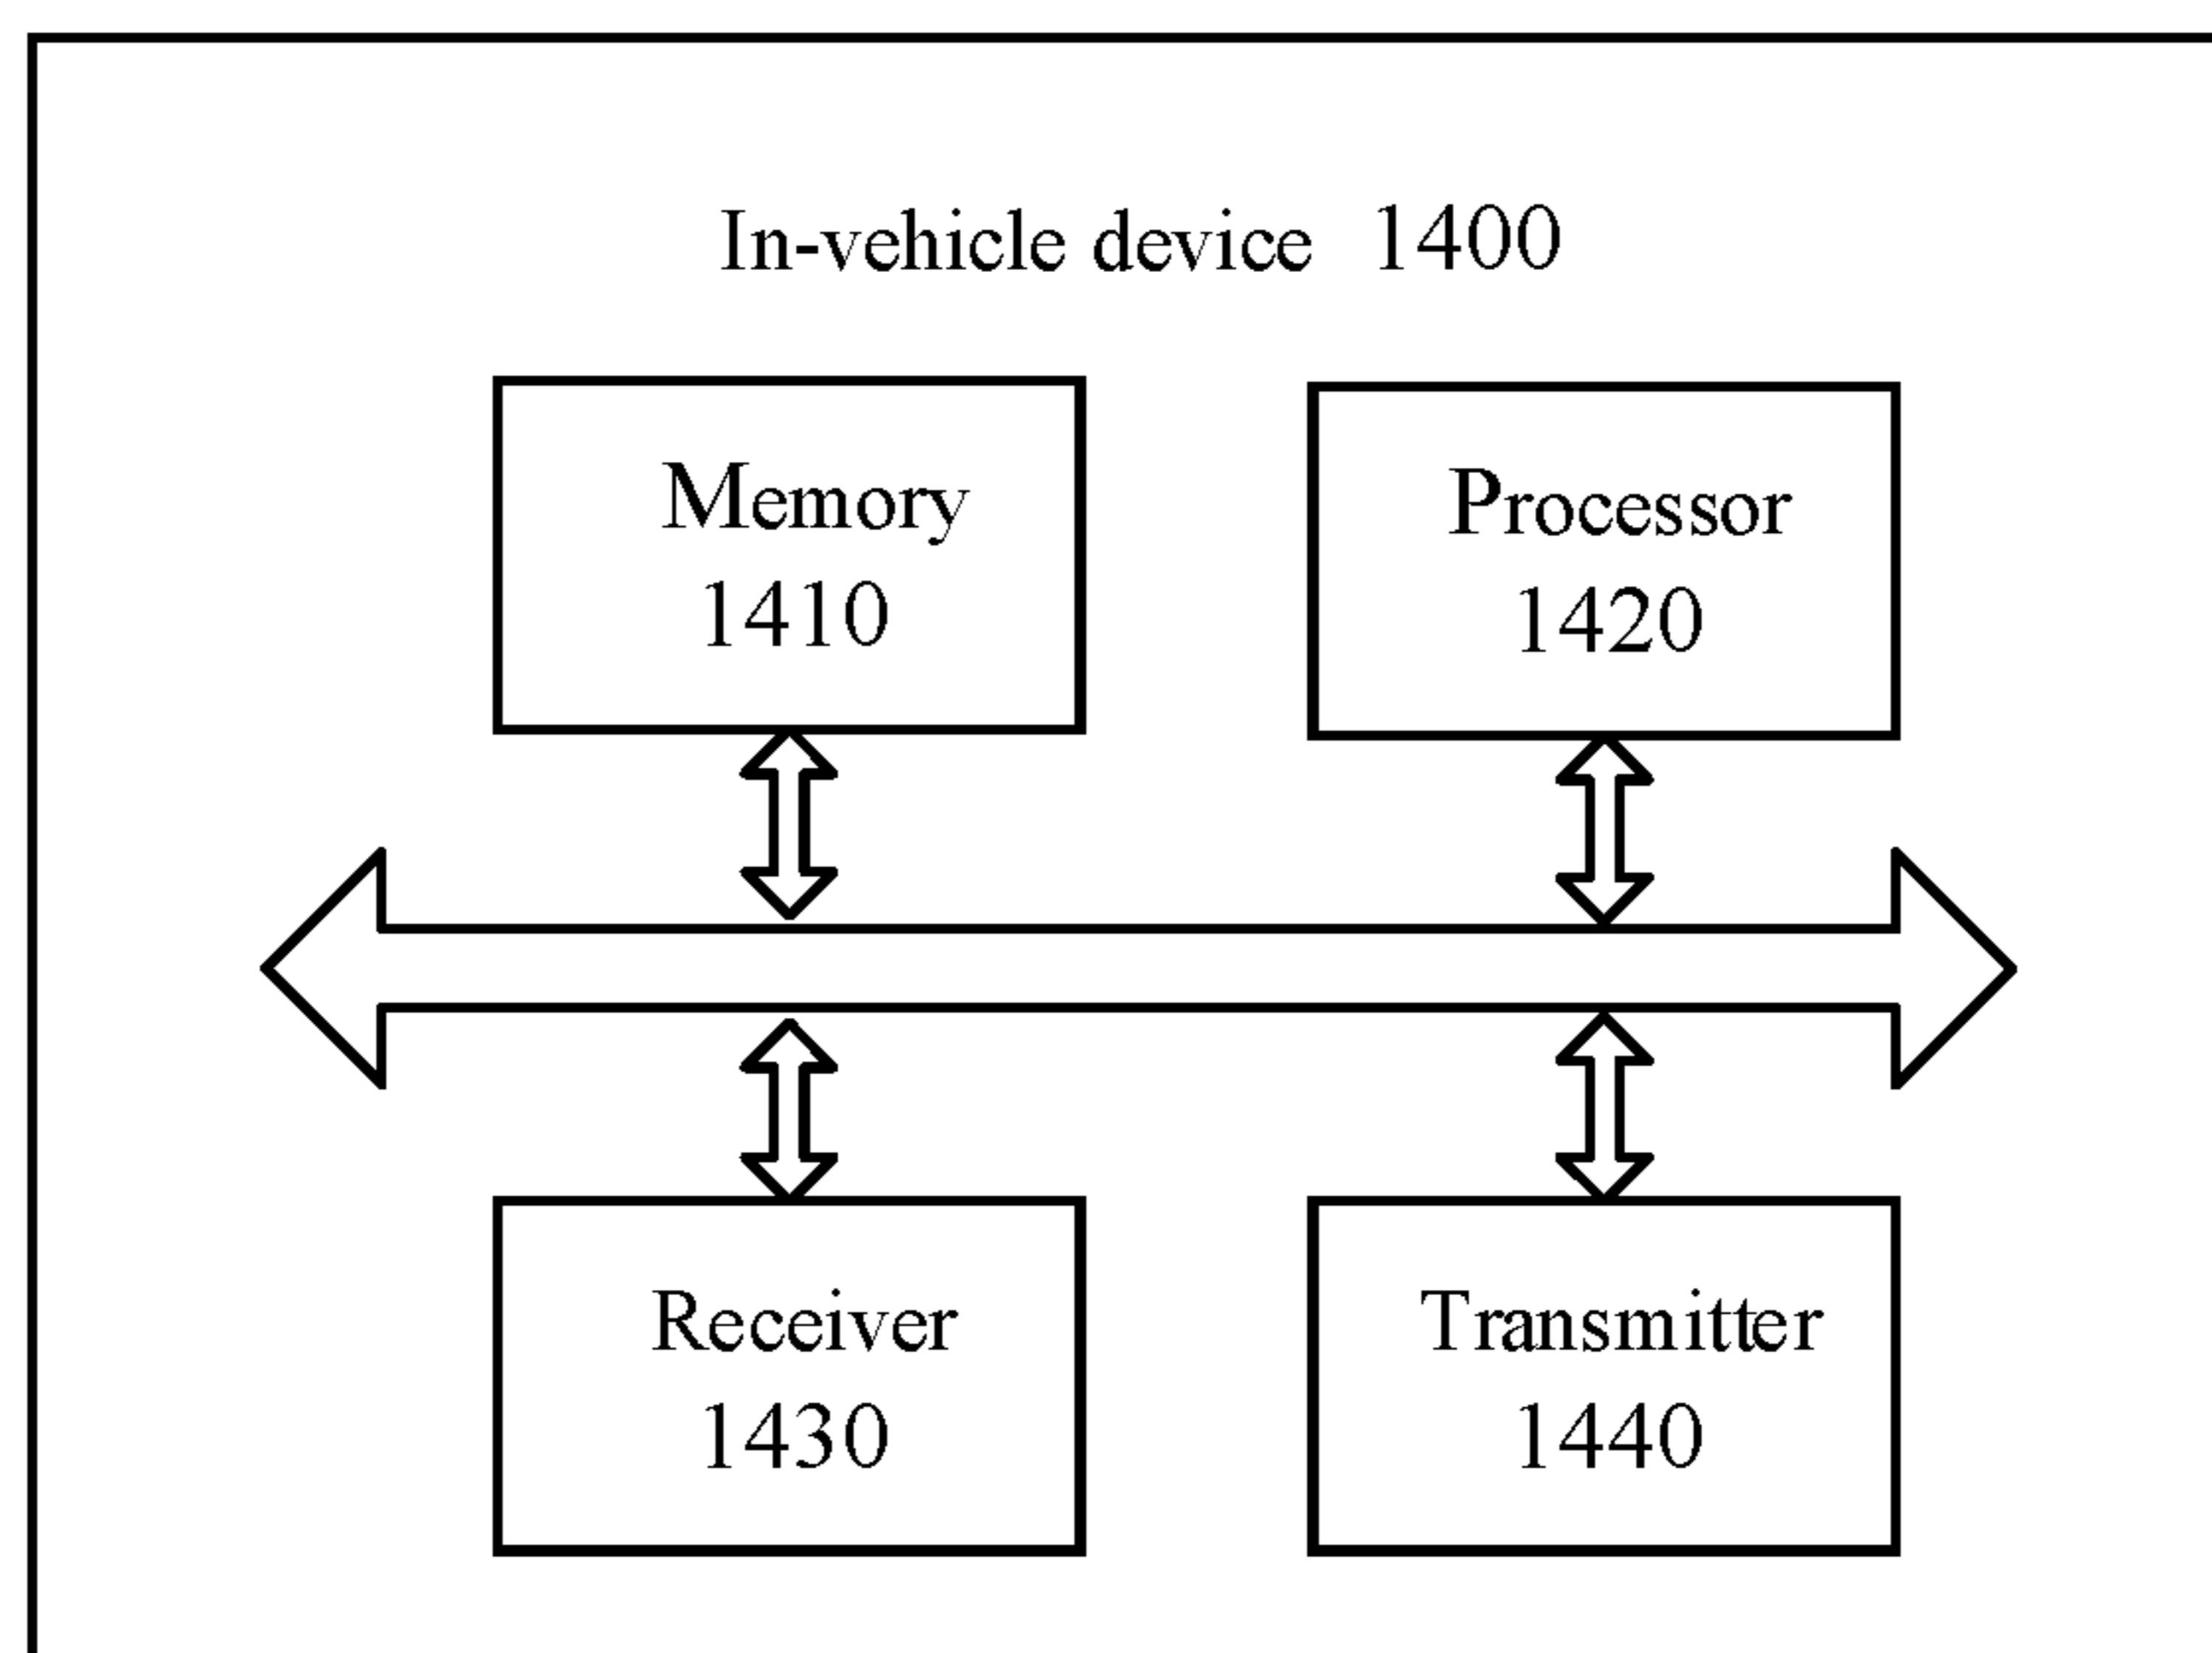 In-vehicle device 1400
Memory
1410
Processor
1420
Receiver
1430
Transmitter
1440